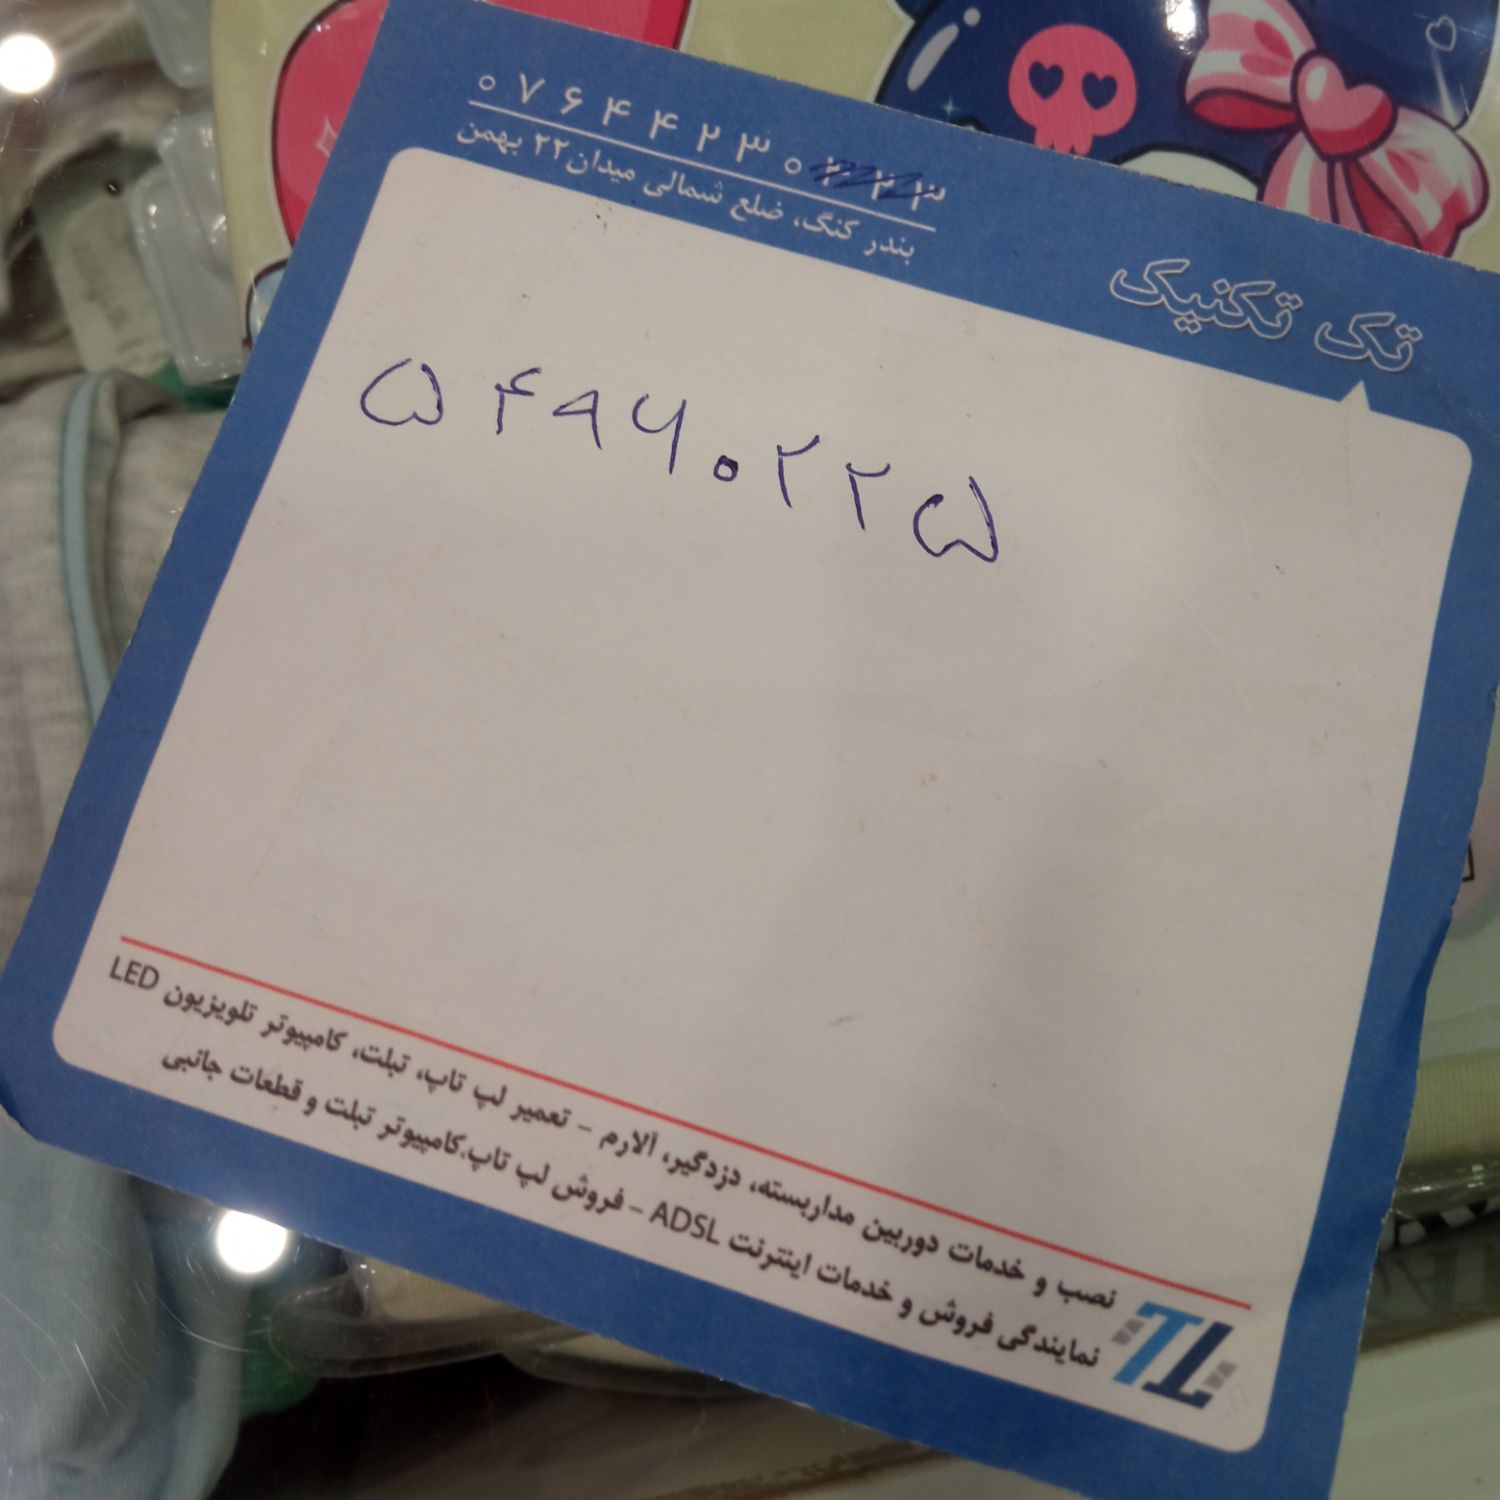 ۰۷۶۴۴۲۳۰۲۲۳
بندر کنگ، ضلع شمالی میدان ۲۲ بهمن
تک تکنیک
۵۴۹۶۰۲۲۵
نصب و خدمات دوربین مداربسته، دزدگیر، آلارم - تعمیر لپ تاپ، تبلت، کامپیوتر تلویزیون LED
نمایندگی فروش و خدمات اینترنت ADSL - فروش لپ تاپ.کامپیوتر تبلت و قطعات جانبی